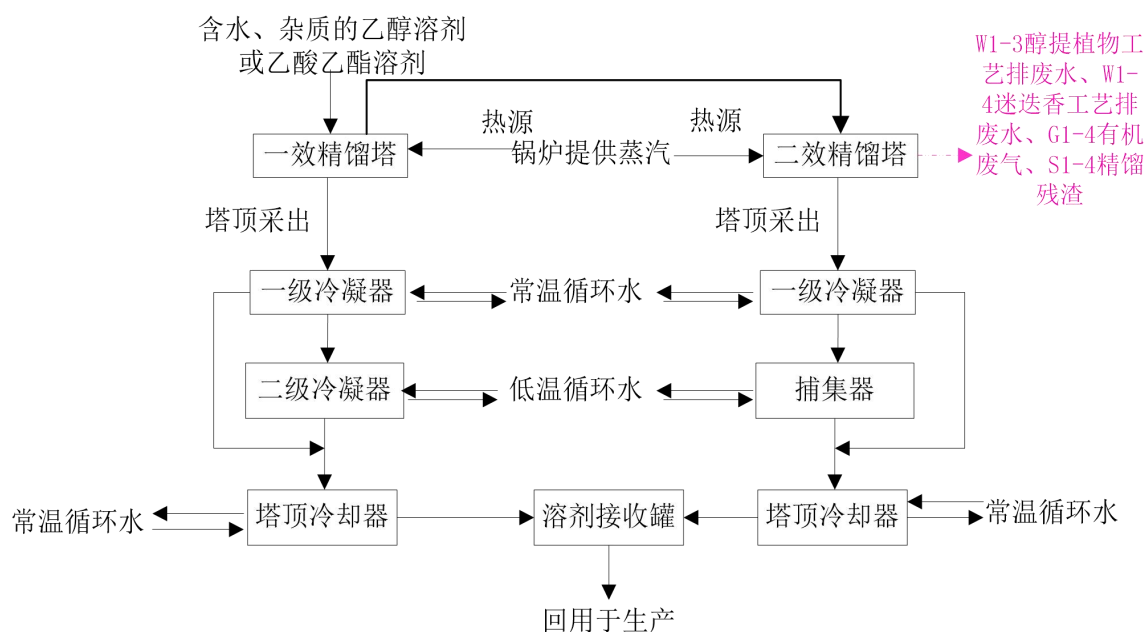 含水、杂质的乙醇溶剂
或乙酸乙酯溶剂
W1-3醇提植物工
艺排废水、W1-
4迷迭香工艺排
废水、G1-4有机
废气、S1-4精馏
残渣
热源
热源
一效精馏塔
锅炉提供蒸汽
二效精馏塔
塔顶采出
塔顶采出
一级冷凝器
常温循环水
一级冷凝器
二级冷凝器
低温循环水
捕集器
常温循环水
塔顶冷却器
溶剂接收罐
塔顶冷却器
常温循环水
回用于生产